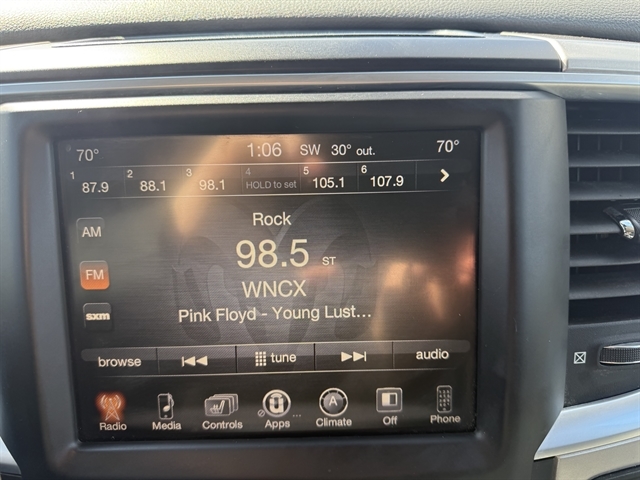 70° 1:06 SW 30° out. 70°
1 87.9 2 88.1 3 98.1 4 HOLD to set 5 105.1 6 107.9
Rock
AM
98.5 ST
FM
WNCX
sxm
Pink Floyd - Young Lust...
browse tune audio
A
Radio Media Controls Apps ... Climate Off Phone